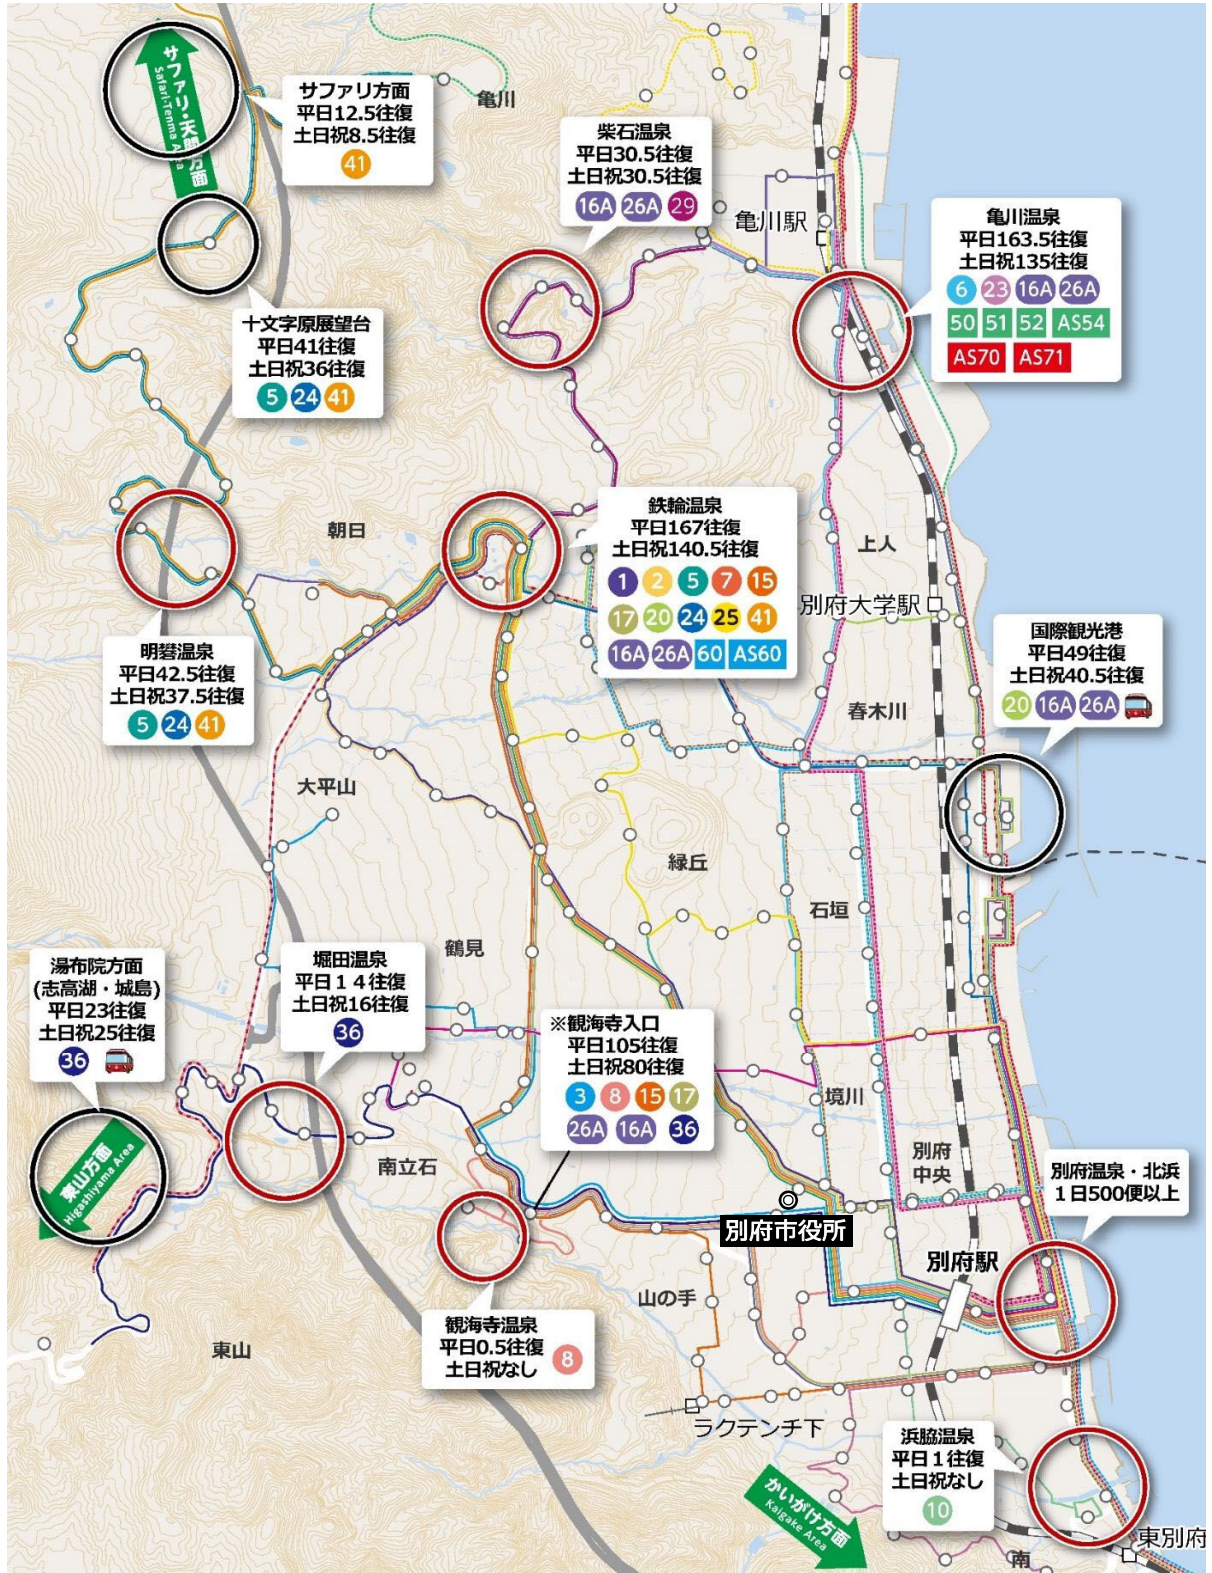 サファリ・天間方面
Safari-Tenma Area
サファリ方面
平日12.5往復
土日祝8.5往復
41
亀川
柴石温泉
平日30.5往復
土日祝30.5往復
16A 26A 29
亀川駅
亀川温泉
平日163.5往復
土日祝135往復
6 23 16A 26A
50 51 52 AS54
AS70 AS71
十文字原展望台
平日41往復
土日祝36往復
5 24 41
朝日
鉄輪温泉
平日167往復
土日祝140.5往復
1 2 5 7 15
17 20 24 25 41
16A 26A 60 AS60
上人
別府大学駅
明礬温泉
平日42.5往復
土日祝37.5往復
5 24 41
国際観光港
平日49往復
土日祝40.5往復
20 16A 26A
春木川
大平山
緑丘
石垣
鶴見
湯布院方面
(志高湖・城島)
平日23往復
土日祝25往復
36
堀田温泉
平日14往復
土日祝16往復
36
※観海寺入口
平日105往復
土日祝80往復
3 8 15 17
26A 16A 36
境川
東山方面
Higashiyama Area
南立石
別府
中央
別府温泉・北浜
1日500便以上
別府市役所
別府駅
山の手
東山
観海寺温泉
平日0.5往復
土日祝なし
8
ラクテンチ下
浜脇温泉
平日1往復
土日祝なし
10
かいがけ方面
Kaigake Area
南
東別府